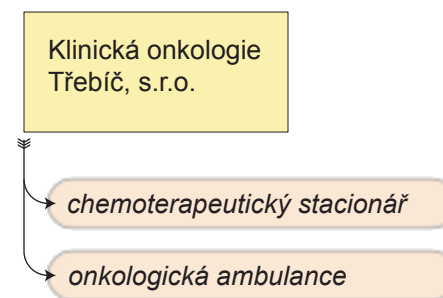 Klinická onkologie
Třebíč, s.r.o.
chemoterapeutický stacionář
onkologická ambulance